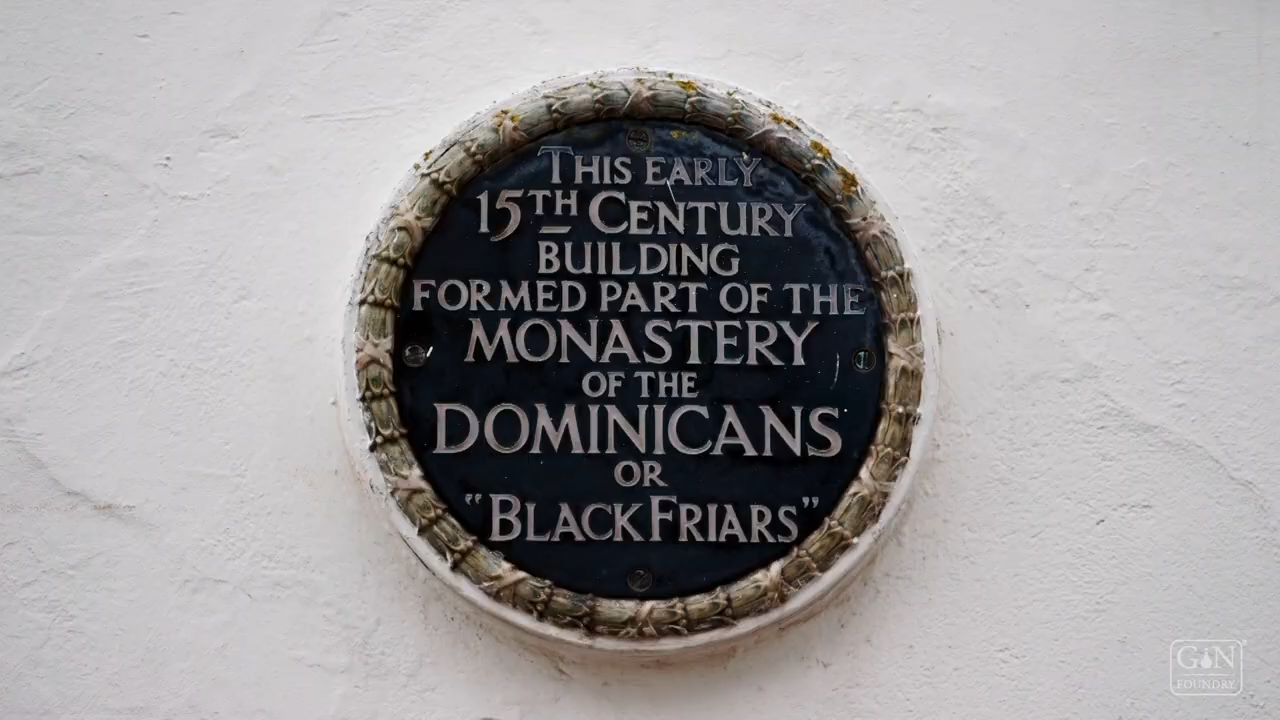 THIS EARLY
15TH CENTURY
BUILDING
FORMED PART OF THE
MONASTERY
OF THE
DOMINICANS
OR
"BLACK FRIARS"
GIN
FOUNDRY